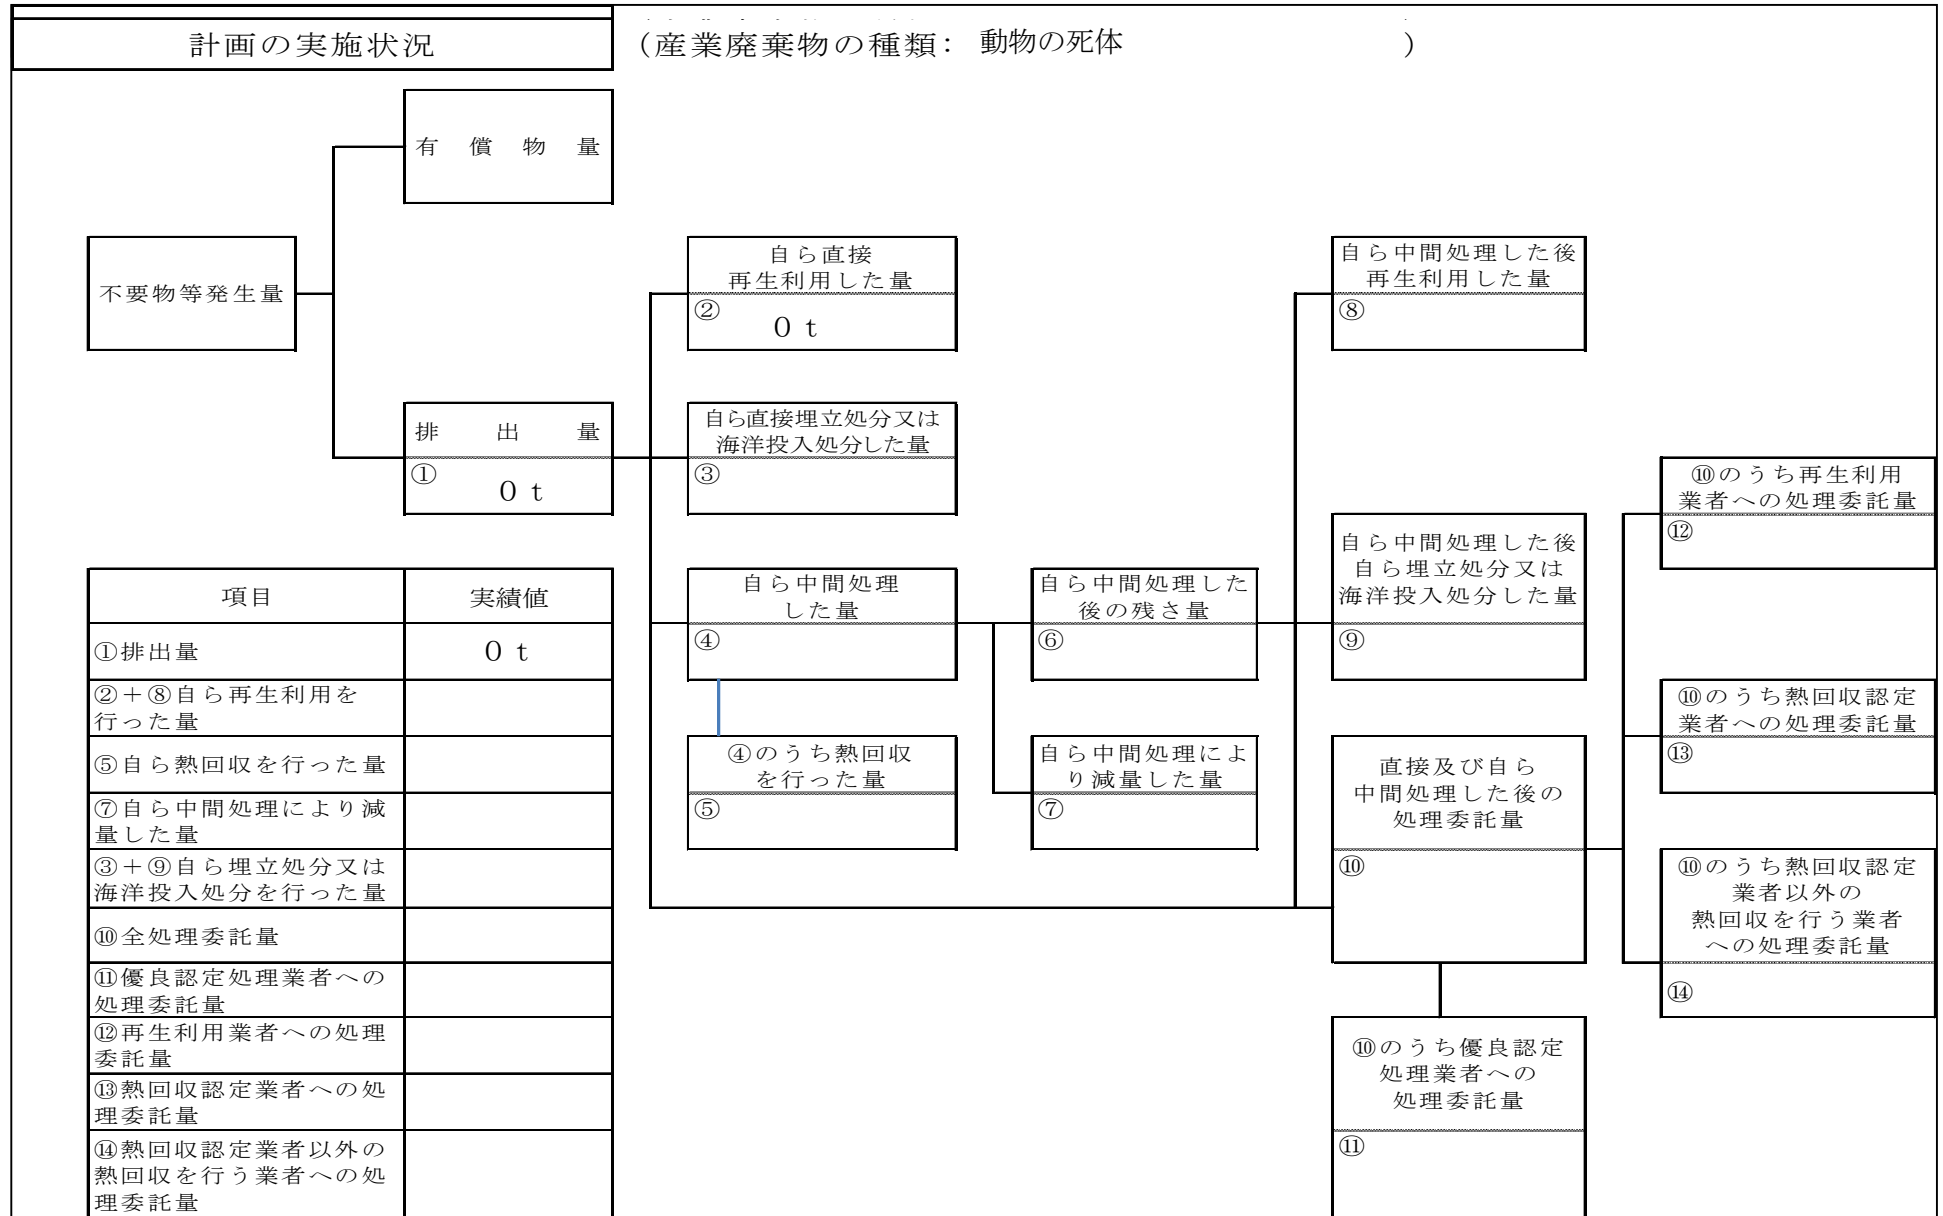 計画の実施状況
（産業廃棄物の種類： 動物の死体 ）
有償物量
不要物等発生量
自ら直接
再生利用した量
②
0 t
自ら中間処理した後
再生利用した量
⑧
排出量
①
0 t
自ら直接埋立処分又は
海洋投入処分した量
③
⑩のうち再生利用
業者への処理委託量
⑫
自ら中間処理した後
自ら埋立処分又は
海洋投入処分した量
⑨
自ら中間処理
した量
④
自ら中間処理した
後の残さ量
⑥
⑩のうち熱回収認定
業者への処理委託量
⑬
④のうち熱回収
を行った量
⑤
自ら中間処理によ
り減量した量
⑦
直接及び自ら
中間処理した後の
処理委託量
⑩
⑩のうち熱回収認定
業者以外の
熱回収を行う業者
への処理委託量
⑭
⑩のうち優良認定
処理業者への
処理委託量
⑪
項目 実績値
①排出量 0 t
②＋⑧自ら再生利用を
行った量
⑤自ら熱回収を行った量
⑦自ら中間処理により減
量した量
③＋⑨自ら埋立処分又は
海洋投入処分を行った量
⑩全処理委託量
⑪優良認定処理業者への
処理委託量
⑫再生利用業者への処理
委託量
⑬熱回収認定業者への処
理委託量
⑭熱回収認定業者以外の
熱回収を行う業者への処
理委託量